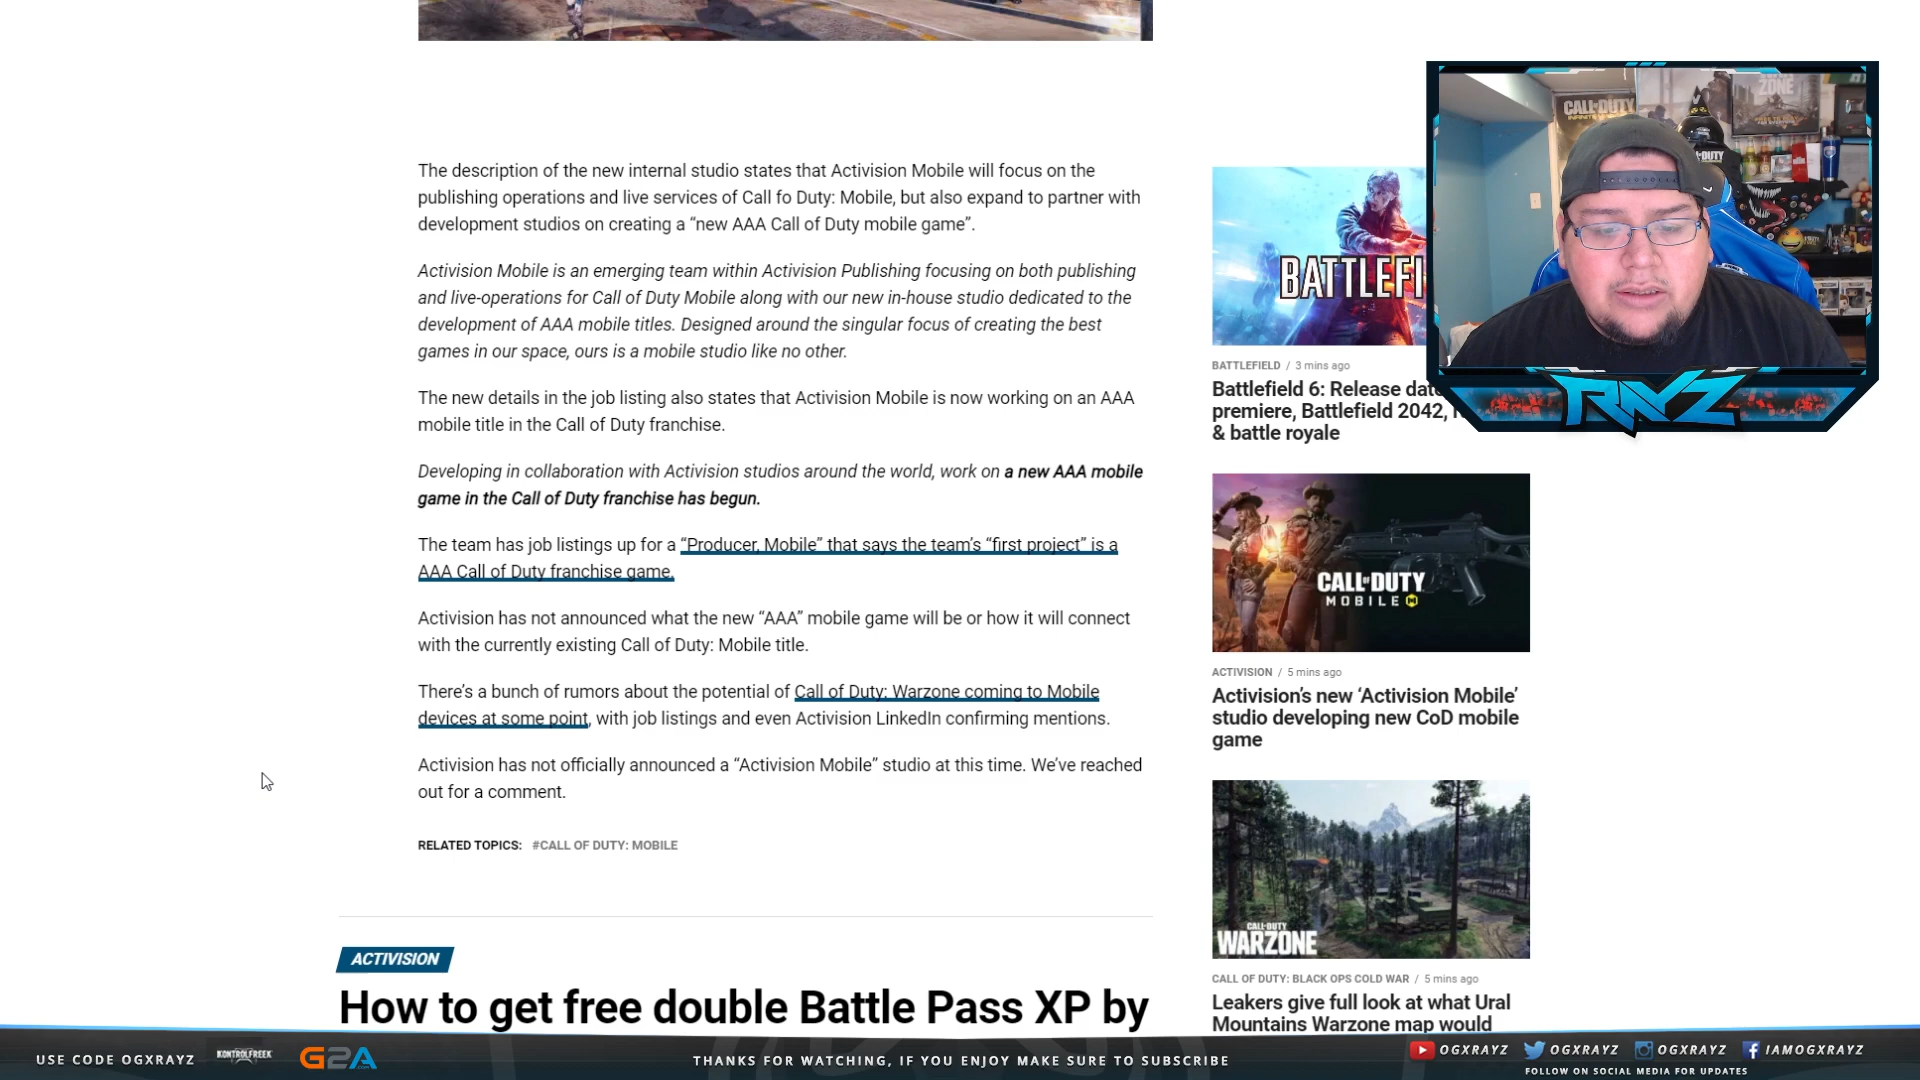 The description of the new internal studio states that Activision Mobile will focus on the
publishing operations and live services of Call fo Duty: Mobile, but also expand to partner with
development studios on creating a “new AAA Call of Duty mobile game”.
Activision Mobile is an emerging team within Activision Publishing focusing on both publishing
and live-operations for Call of Duty Mobile along with our new in-house studio dedicated to the
development of AAA mobile titles. Designed around the singular focus of creating the best
games in our space, ours is a mobile studio like no other.
The new details in the job listing also states that Activision Mobile is now working on an AAA
mobile title in the Call of Duty franchise.
Developing in collaboration with Activision studios around the world, work on a new AAA mobile
game in the Call of Duty franchise has begun.
The team has job listings up for a “Producer, Mobile” that says the team’s “first project” is a
AAA Call of Duty franchise game.
Activision has not announced what the new “AAA” mobile game will be or how it will connect
with the currently existing Call of Duty: Mobile title.
There’s a bunch of rumors about the potential of Call of Duty: Warzone coming to Mobile
devices at some point, with job listings and even Activision LinkedIn confirming mentions.
Activision has not officially announced a “Activision Mobile” studio at this time. We’ve reached
out for a comment.
RELATED TOPICS: #CALL OF DUTY: MOBILE
ACTIVISION
How to get free double Battle Pass XP by
BATTLEFI
BATTLEFIELD / 3 mins ago
Battlefield 6: Release dat
premiere, Battlefield 2042,
& battle royale
CALL OF DUTY
MOBILE
ACTIVISION / 5 mins ago
Activision’s new ‘Activision Mobile’
studio developing new CoD mobile
game
CALL OF DUTY
WARZONE
CALL OF DUTY: BLACK OPS COLD WAR / 5 mins ago
Leakers give full look at what Ural
Mountains Warzone map would
CALL OF DUTY
ZONE
RAYZ
USE CODE OGXRAYZ
KONTROLFREEK
G2A
THANKS FOR WATCHING, IF YOU ENJOY MAKE SURE TO SUBSCRIBE
OGXRAYZ OGXRAYZ OGXRAYZ IAMOGXRAYZ
FOLLOW ON SOCIAL MEDIA FOR UPDATES